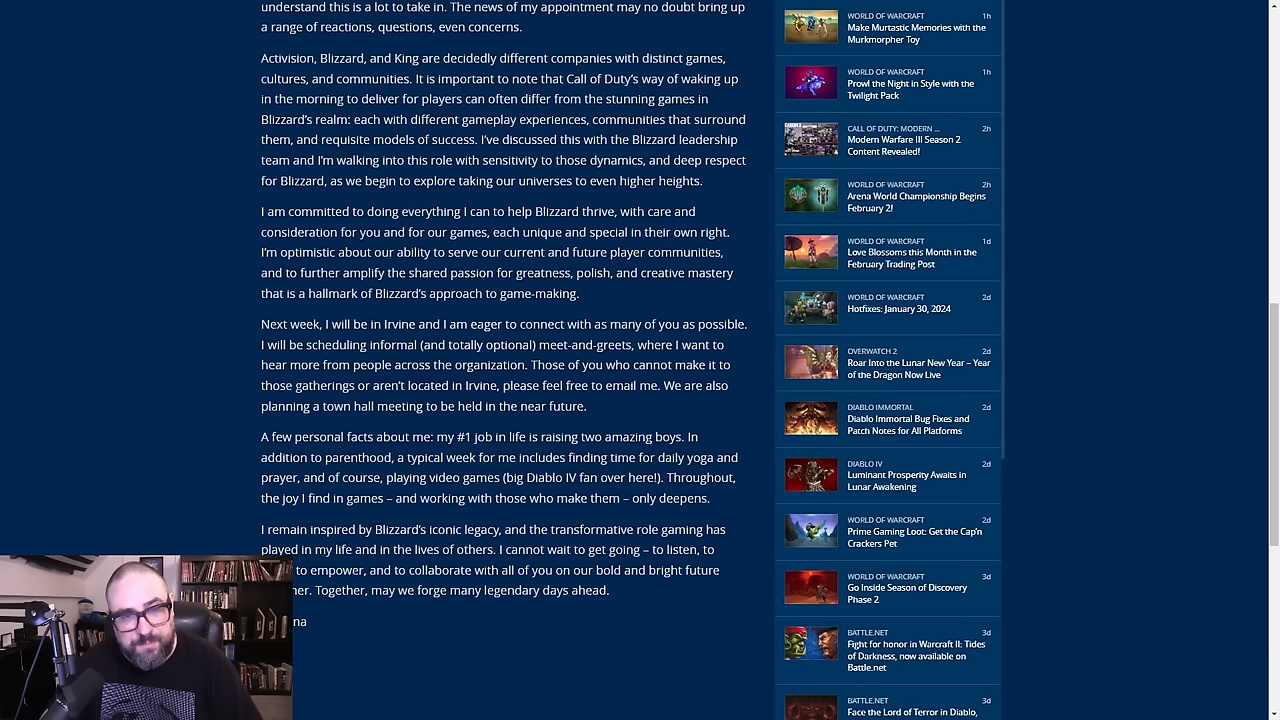 understand this is a lot to take in. The news of my appointment may no doubt bring up
a range of reactions, questions, even concerns.
Activision, Blizzard, and King are decidedly different companies with distinct games,
cultures, and communities. It is important to note that Call of Duty's way of waking up
in the morning to deliver for players can often differ from the stunning games in
Blizzard's realm: each with different gameplay experiences, communities that surround
them, and requisite models of success. I've discussed this with the Blizzard leadership
team and I'm walking into this role with sensitivity to those dynamics, and deep respect
for Blizzard, as we begin to explore taking our universes to even higher heights.
I am committed to doing everything I can to help Blizzard thrive, with care and
consideration for you and for our games, each unique and special in their own right.
I'm optimistic about our ability to serve our current and future player communities,
and to further amplify the shared passion for greatness, polish, and creative mastery
that is a hallmark of Blizzard's approach to game-making.
Next week, I will be in Irvine and I am eager to connect with as many of you as possible.
I will be scheduling informal (and totally optional) meet-and-greets, where I want to
hear more from people across the organization. Those of you who cannot make it to
those gatherings or aren't located in Irvine, please feel free to email me. We are also
planning a town hall meeting to be held in the near future.
A few personal facts about me: my #1 job in life is raising two amazing boys. In
addition to parenthood, a typical week for me includes finding time for daily yoga and
prayer, and of course, playing video games (big Diablo IV fan over here!). Throughout,
the joy I find in games – and working with those who make them – only deepens.
I remain inspired by Blizzard's iconic legacy, and the transformative role gaming has
played in my life and in the lives of others. I cannot wait to get going – to listen, to
to empower, and to collaborate with all of you on our bold and bright future
her. Together, may we forge many legendary days ahead.
na
WORLD OF WARCRAFT 1h
Make Murtastic Memories with the
Murkmorpher Toy
WORLD OF WARCRAFT 1h
Prowl the Night in Style with the
Twilight Pack
CALL OF DUTY: MODERN ... 2h
Modern Warfare III Season 2
Content Revealed!
WORLD OF WARCRAFT 2h
Arena World Championship Begins
February 2!
WORLD OF WARCRAFT 1d
Love Blossoms this Month in the
February Trading Post
WORLD OF WARCRAFT 2d
Hotfixes: January 30, 2024
OVERWATCH 2 2d
Roar Into the Lunar New Year – Year
of the Dragon Now Live
DIABLO IMMORTAL 2d
Diablo Immortal Bug Fixes and
Patch Notes for All Platforms
DIABLO IV 2d
Luminant Prosperity Awaits in
Lunar Awakening
WORLD OF WARCRAFT 2d
Prime Gaming Loot: Get the Cap'n
Crackers Pet
WORLD OF WARCRAFT 3d
Go Inside Season of Discovery
Phase 2
BATTLE.NET 3d
Fight for honor in Warcraft II: Tides
of Darkness, now available on
Battle.net
BATTLE.NET 3d
Face the Lord of Terror in Diablo,